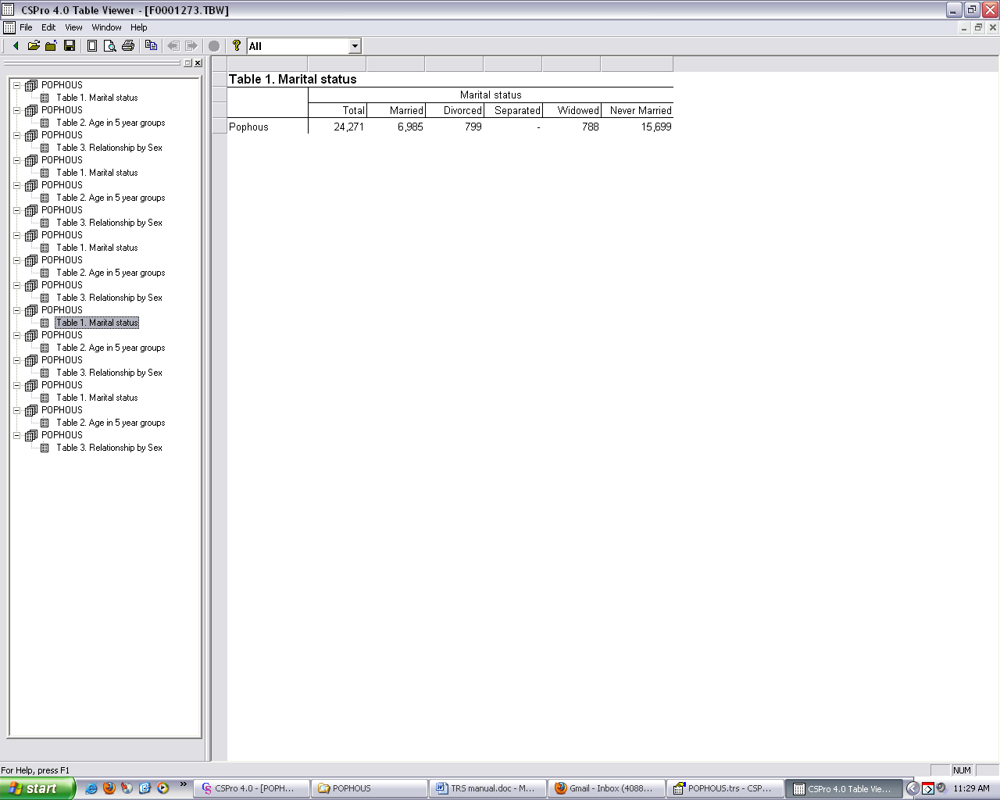 CSPro 4.0 Table Viewer - [F0001273.TBW]
File Edit View Window Help
All
POPHOUS
Table 1. Marital status
POPHOUS
Table 2. Age in 5 year groups
POPHOUS
Table 3. Relationship by Sex
POPHOUS
Table 1. Marital status
POPHOUS
Table 2. Age in 5 year groups
POPHOUS
Table 3. Relationship by Sex
POPHOUS
Table 1. Marital status
POPHOUS
Table 2. Age in 5 year groups
POPHOUS
Table 3. Relationship by Sex
POPHOUS
Table 1. Marital status
POPHOUS
Table 2. Age in 5 year groups
POPHOUS
Table 3. Relationship by Sex
POPHOUS
Table 1. Marital status
POPHOUS
Table 2. Age in 5 year groups
POPHOUS
Table 3. Relationship by Sex
Table 1. Marital status
Marital status
Total Married Divorced Separated Widowed Never Married
Pophous 24,271 6,985 799 - 788 15,699
For Help, press F1
NUM
start
CSPro 4.0 - [POPH...
POPHOUS
TRS manual.doc - M...
Gmail - Inbox (4088...
POPHOUS.trs - CSP...
CSPro 4.0 Table Vie...
11:29 AM